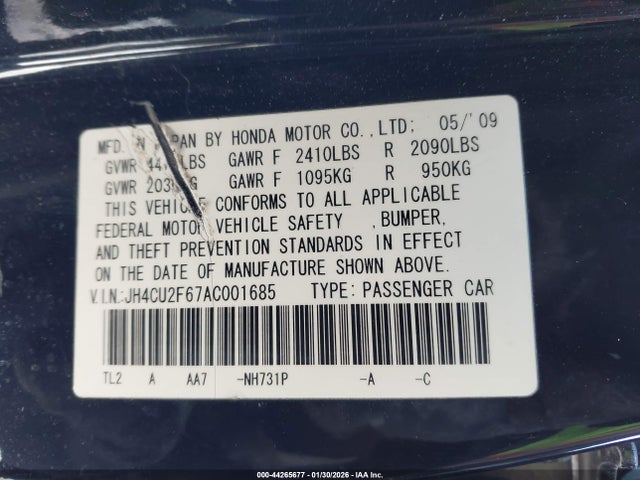 MFD. IN JAPAN BY HONDA MOTOR CO.,LTD; 05/'09
GVWR LBS GAWR F 2410LBS R 2090LBS
GVWR GAWR F 1095KG R 950KG
THIS VEHICLE CONFORMS TO ALL APPLICABLE
FEDERAL MOTOR VEHICLE SAFETY ,BUMPER,
AND THEFT PREVENTION STANDARDS IN EFFECT
ON THE DATE OF MANUFACTURE SHOWN ABOVE.
V.I.N.:JH4CU2F67AC001685 TYPE: PASSENGER CAR
TL2 A AA7 -NH731P -A -C
000-44265677 | 01/30/2026 - IAA Inc.